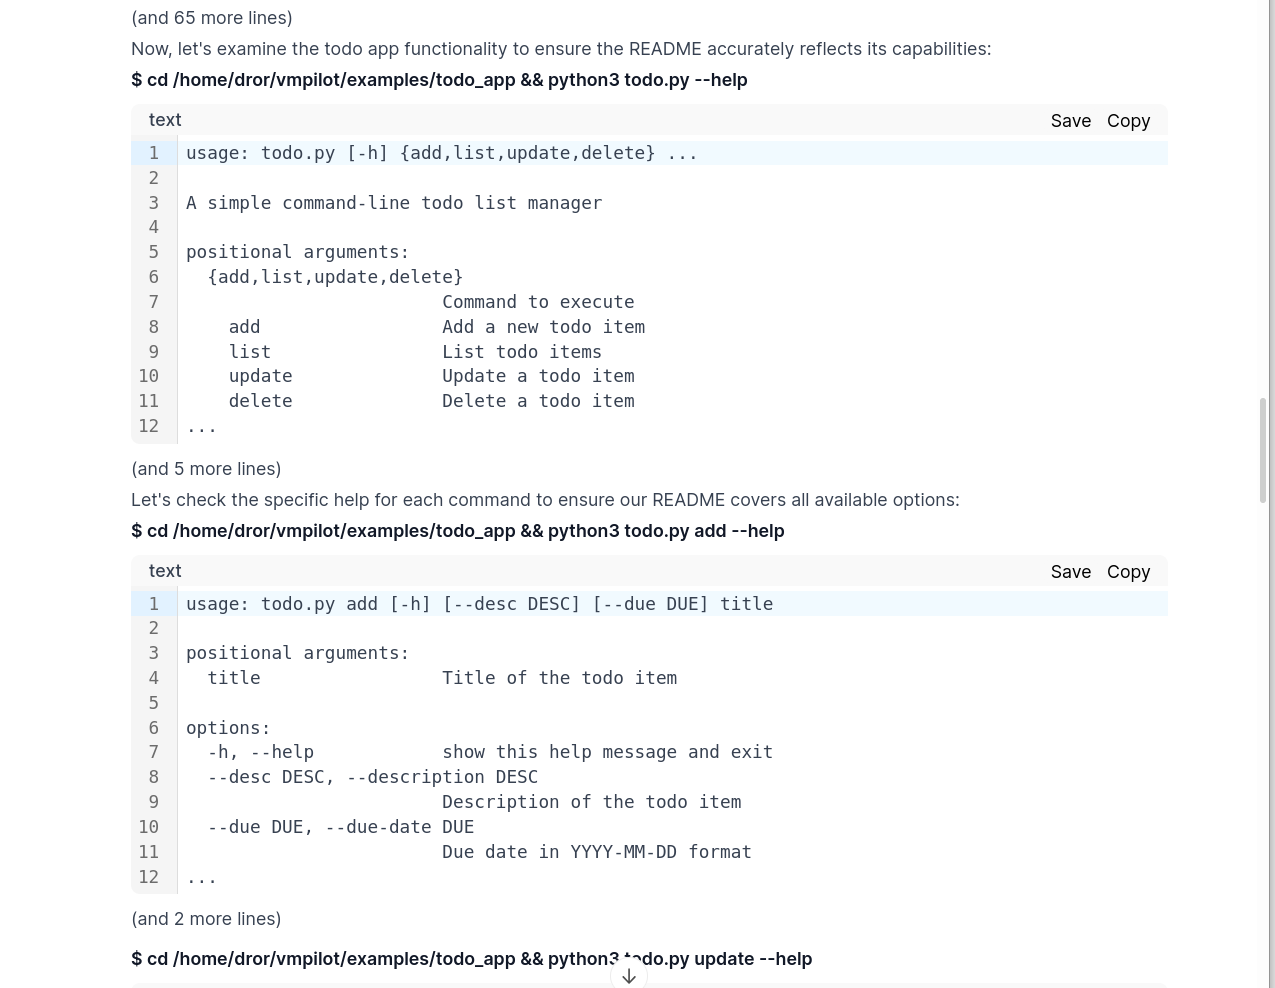 (and 65 more lines)
Now, let's examine the todo app functionality to ensure the README accurately reflects its capabilities:
$ cd /home/dror/vmpilot/examples/todo_app && python3 todo.py --help
text Save Copy
1 usage: todo.py [-h] {add,list,update,delete} ...
2
3 A simple command-line todo list manager
4
5 positional arguments:
6   {add,list,update,delete}
7                         Command to execute
8     add                 Add a new todo item
9     list                List todo items
10     update              Update a todo item
11     delete              Delete a todo item
12 ...
(and 5 more lines)
Let's check the specific help for each command to ensure our README covers all available options:
$ cd /home/dror/vmpilot/examples/todo_app && python3 todo.py add --help
text Save Copy
1 usage: todo.py add [-h] [--desc DESC] [--due DUE] title
2
3 positional arguments:
4   title                 Title of the todo item
5
6 options:
7   -h, --help            show this help message and exit
8   --desc DESC, --description DESC
9                         Description of the todo item
10   --due DUE, --due-date DUE
11                         Due date in YYYY-MM-DD format
12 ...
(and 2 more lines)
$ cd /home/dror/vmpilot/examples/todo_app && python3 todo.py update --help